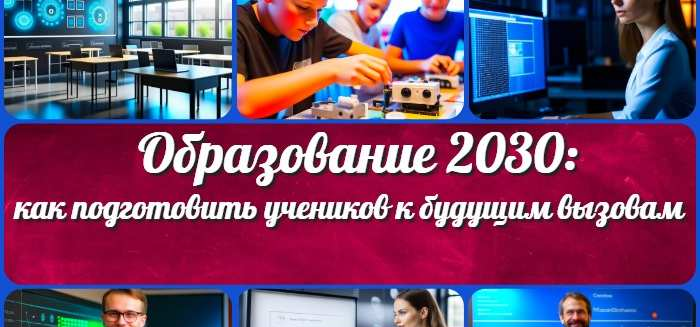 Образование 2030:
как подготовить учеников к будущим вызовам